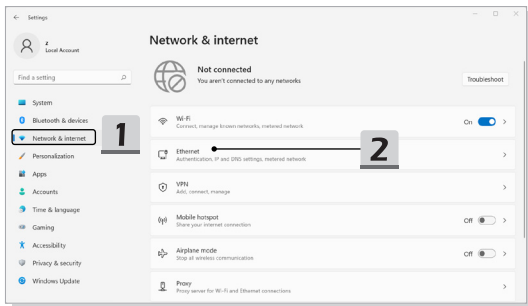 Settings
z
Local Account
Find a setting
System
Bluetooth & devices
Network & internet
Personalization
Apps
Accounts
Time & language
Gaming
Accessibility
Privacy & security
Windows Update
1
Network & internet
Not connected
You aren't connected to any networks
Troubleshoot
Wi-Fi
Connect, manage known networks, metered network
On
Ethernet
Authentication, IP and DNS settings, metered network
2
VPN
Add, connect, manage
Mobile hotspot
Share your internet connection
Off
Airplane mode
Stop all wireless communication
Off
Proxy
Proxy server for Wi-Fi and Ethernet connections